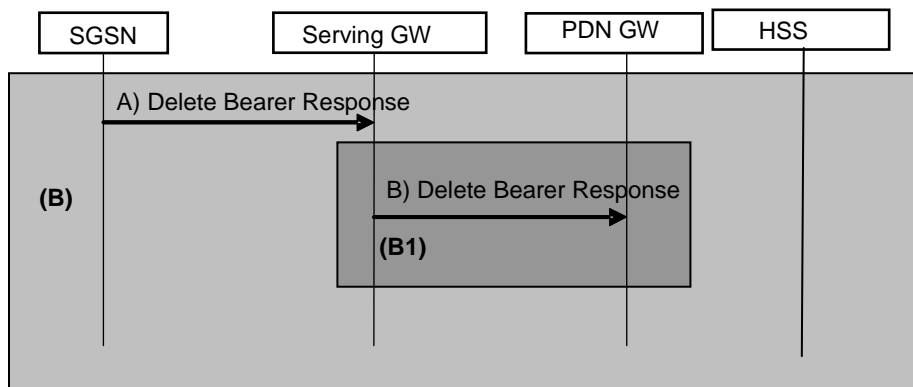 SGSN
Serving GW
PDN GW
HSS
A) Delete Bearer Response
(B)
B) Delete Bearer Response
(B1)